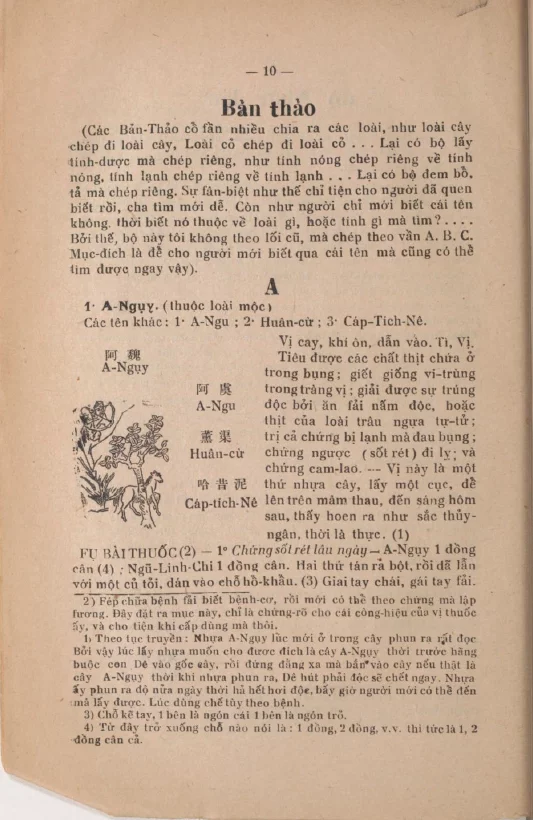 — 10 —
Bản thảo
(Các Bản-Thảo cổ fần nhiều chia ra các loài, như loài cây
chép đi loài cây, Loài cỏ chép đi loài cỏ . . . Lại có bộ lấy
tính-dược mà chép riêng, như tính nóng chép riêng về tính
nóng, tính lạnh chép riêng về tính lạnh . . . Lại có bộ đem bổ,
tả mà chép riêng. Sự fân-biệt như thế chỉ tiện cho người đã quen
biết rồi, cha tìm mới dễ. Còn như người chỉ mới biết cái tên
không, thời biết nó thuộc về loài gì, hoặc tính gì mà tìm ? . . . .
Bởi thế, bộ này tôi không theo lối cũ, mà chép theo vần A. B. C.
Mục-đích là để cho người mới biết qua cái tên mà cũng có thể
tìm được ngay vậy).
A
1· A-Ngụy. (thuộc loài mộc)
Các tên khác : 1· A-Ngu ; 2· Huân-cừ ; 3· Cáp-Tích-Nê.
阿 魏
A-Ngụy
阿 虞
A-Ngu
薰 渠
Huân-cừ
哈 昔 泥
Cáp-tích-Nê
Vị cay, khí ôn, dẫn vào. Tì, Vị.
Tiêu được các chất thịt chứa ở
trong bụng ; giết giống vi-trùng
trong tràng vị ; giải được sự trúng
độc bởi ăn fải nấm độc, hoặc
thịt của loài trâu ngựa tự-tử ;
trị cả chứng bị lạnh mà đau bụng ;
chứng ngược (sốt rét) đi lỵ ; và
chứng cam-lao. — Vị này là một
thứ nhựa cây, lấy một cục, để
lên trên mâm thau, đến sáng hôm
sau, thấy hoen ra như sắc thủy-
ngân, thời là thực. (1)
FỤ BÀI THUỐC (2) — 1º Chứng sốt rét lâu ngày — A-Ngụy 1 đồng
cân (4) ; Ngũ-Linh-Chi 1 đồng cân. Hai thứ tán ra bột, rồi đã lẫn
với một củ tỏi, dán vào chỗ hổ-khẩu. (3) Giai tay chái, gái tay fải.
2) Fép chữa bệnh fải biết bệnh-cơ, rồi mới có thể theo chứng mà lập
fương. Đây đặt ra mục này, chỉ là chứng-rõ cho cái công-hiệu của vị thuốc
ấy, và cho tiện khi cấp dùng mà thôi.
1) Theo tục truyền : Nhựa A-Ngụy lúc mới ở trong cây phun ra rất độc
Bởi vậy lúc lấy nhựa muốn cho được đích là cây A-Ngụy thời trước hãng
buộc con Dê vào gốc cây, rồi đứng đằng xa mà bắn vào cây nếu thật là
cây A-Ngụy thời khi nhựa phun ra, Dê hút phải độc sẽ chết ngay. Nhựa
ấy phun ra độ nửa ngày thời hả hết hơi độc, bấy giờ người mới có thể đến
mà lấy được. Lúc dùng chế tùy theo bệnh.
3) Chỗ kẽ tay, 1 bên là ngón cái 1 bên là ngón trỏ.
4) Từ đây trở xuống chỗ nào nói là : 1 đồng, 2 đồng, v.v. thì tức là 1, 2
đồng cân cả.